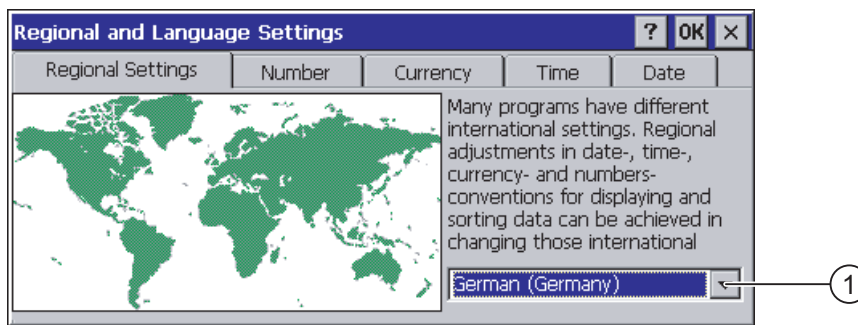 Regional and Language Settings ? OK ×
Regional Settings Number Currency Time Date
Many programs have different
international settings. Regional
adjustments in date-, time-,
currency- and numbers-
conventions for displaying and
sorting data can be achieved in
changing those international
German (Germany)
1